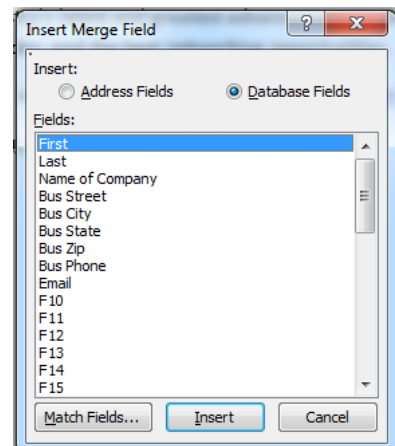 Insert Merge Field
Insert:
Address Fields Database Fields
Fields:
First
Last
Name of Company
Bus Street
Bus City
Bus State
Bus Zip
Bus Phone
Email
F10
F11
F12
F13
F14
F15
Match Fields... Insert Cancel